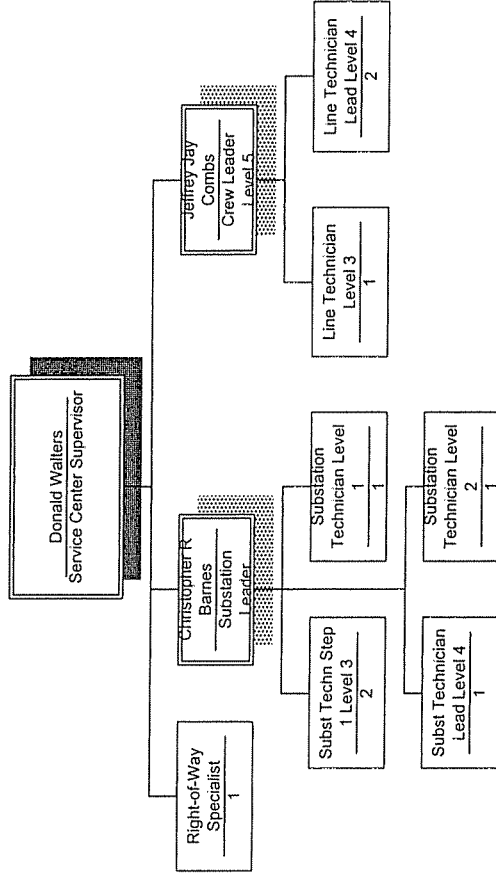 Donald Walters
Service Center Supervisor
Right-of-Way
Specialist
1
Christopher R
Barnes
Substation
Leader
Jeffrey Jay
Combs
Crew Leader
Level 5
Subst Techn Step
1 Level 3
2
Substation
Technician Level
1
1
Subst Technician
Lead Level 4
1
Substation
Technician Level
2
1
Line Technician
Level 3
1
Line Technician
Lead Level 4
2